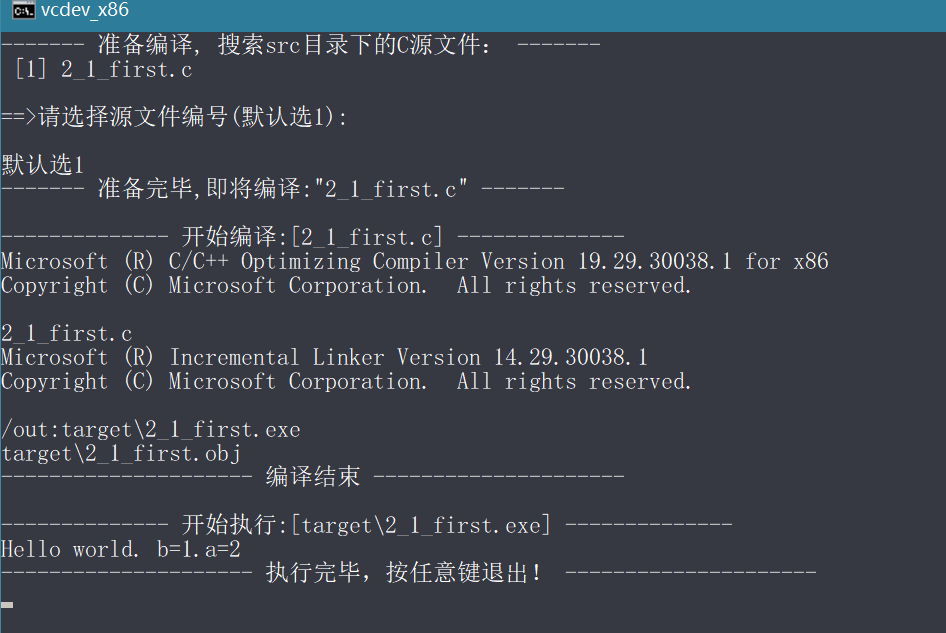 vcdev_x86
------- 准备编译, 搜索src目录下的C源文件: -------
[1] 2_1_first.c
==>请选择源文件编号(默认选1):
默认选1
------- 准备完毕,即将编译:"2_1_first.c" -------
-------------- 开始编译:[2_1_first.c] --------------
Microsoft (R) C/C++ Optimizing Compiler Version 19.29.30038.1 for x86
Copyright (C) Microsoft Corporation.  All rights reserved.
2_1_first.c
Microsoft (R) Incremental Linker Version 14.29.30038.1
Copyright (C) Microsoft Corporation.  All rights reserved.
/out:target\2_1_first.exe
target\2_1_first.obj
--------------------- 编译结束 ---------------------
-------------- 开始执行:[target\2_1_first.exe] --------------
Hello world. b=1.a=2
--------------------- 执行完毕, 按任意键退出! ---------------------